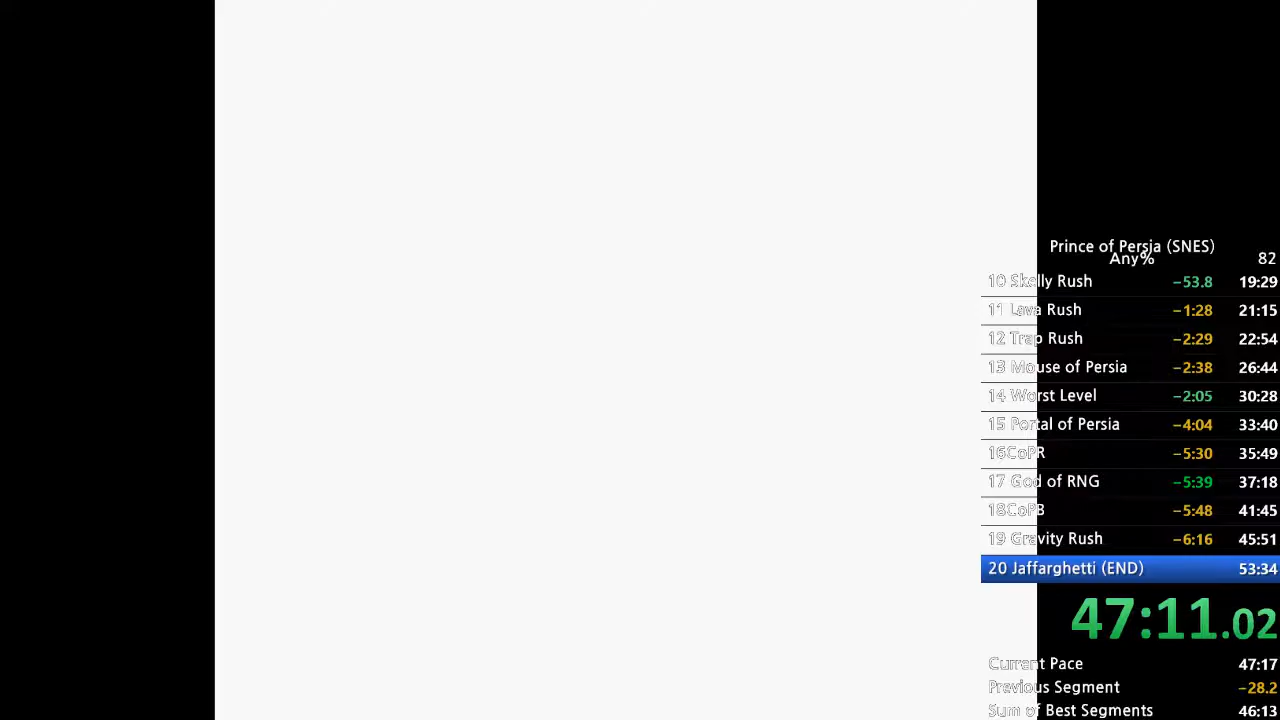 Prince of Persia (SNES)
Any% 82
10 Skelly Rush -53.8 19:29
11 Lava Rush -1:28 21:15
12 Trap Rush -2:29 22:54
13 Mouse of Persia -2:38 26:44
14 Worst Level -2:05 30:28
15 Portal of Persia -4:04 33:40
16CoPR -5:30 35:49
17 God of RNG -5:39 37:18
18CoPB -5:48 41:45
19 Gravity Rush -6:16 45:51
20 Jaffarghetti (END) 53:34
47:11.02
Current Pace 47:17
Previous Segment -28.2
Sum of Best Segments 46:13